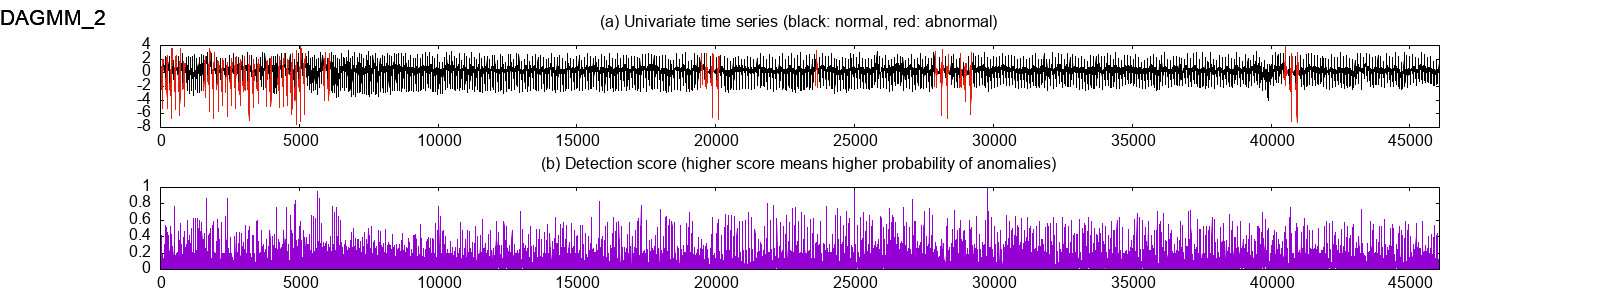 DAGMM_2
(a) Univariate time series (black: normal, red: abnormal)
4
2
0
-2
-4
-6
-8
0 5000 10000 15000 20000 25000 30000 35000 40000 45000
(b) Detection score (higher score means higher probability of anomalies)
1
0.8
0.6
0.4
0.2
0
0 5000 10000 15000 20000 25000 30000 35000 40000 45000